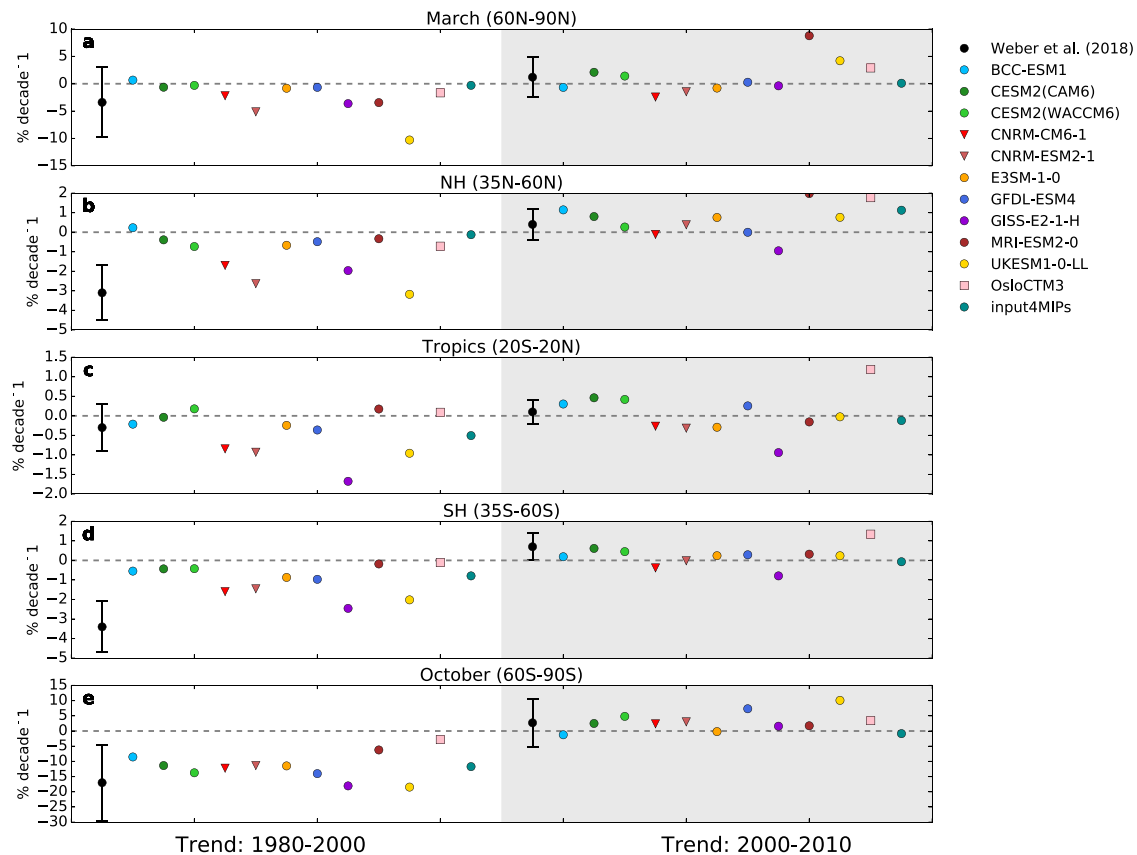 March (60N-90N)
a
% decade⁻1
10
5
0
−5
−10
−15
NH (35N-60N)
b
% decade⁻1
2
1
0
−1
−2
−3
−4
−5
Tropics (20S-20N)
c
% decade⁻1
1.5
1.0
0.5
0.0
−0.5
−1.0
−1.5
−2.0
SH (35S-60S)
d
% decade⁻1
2
1
0
−1
−2
−3
−4
−5
October (60S-90S)
e
% decade⁻1
15
10
5
0
−5
−10
−15
−20
−25
−30
Trend: 1980-2000
Trend: 2000-2010
Weber et al. (2018)
BCC-ESM1
CESM2(CAM6)
CESM2(WACCM6)
CNRM-CM6-1
CNRM-ESM2-1
E3SM-1-0
GFDL-ESM4
GISS-E2-1-H
MRI-ESM2-0
UKESM1-0-LL
OsloCTM3
input4MIPs